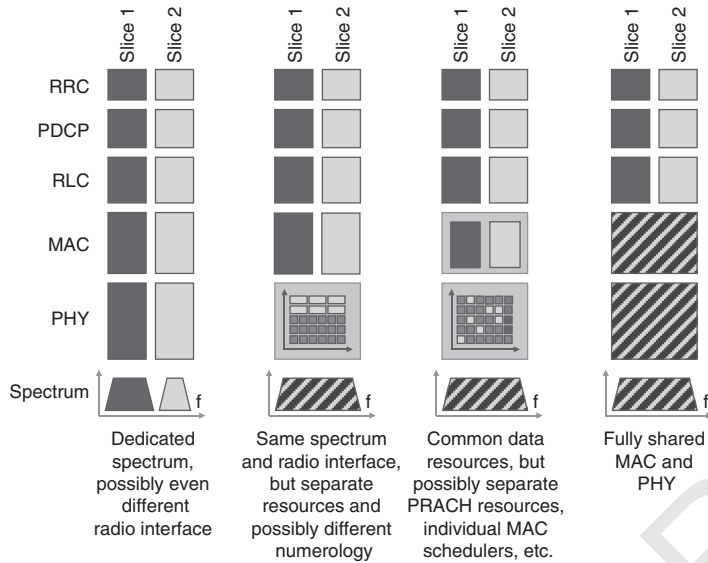 Slice 1
Slice 2
Slice 1
Slice 2
Slice 1
Slice 2
Slice 1
Slice 2
RRC
PDCP
RLC
MAC
PHY
Spectrum
f
f
f
f
Dedicated
spectrum,
possibly even
different
radio interface
Same spectrum
and radio interface,
but separate
resources and
possibly different
numerology
Common data
resources, but
possibly separate
PRACH resources,
individual MAC
schedulers, etc.
Fully shared
MAC and
PHY